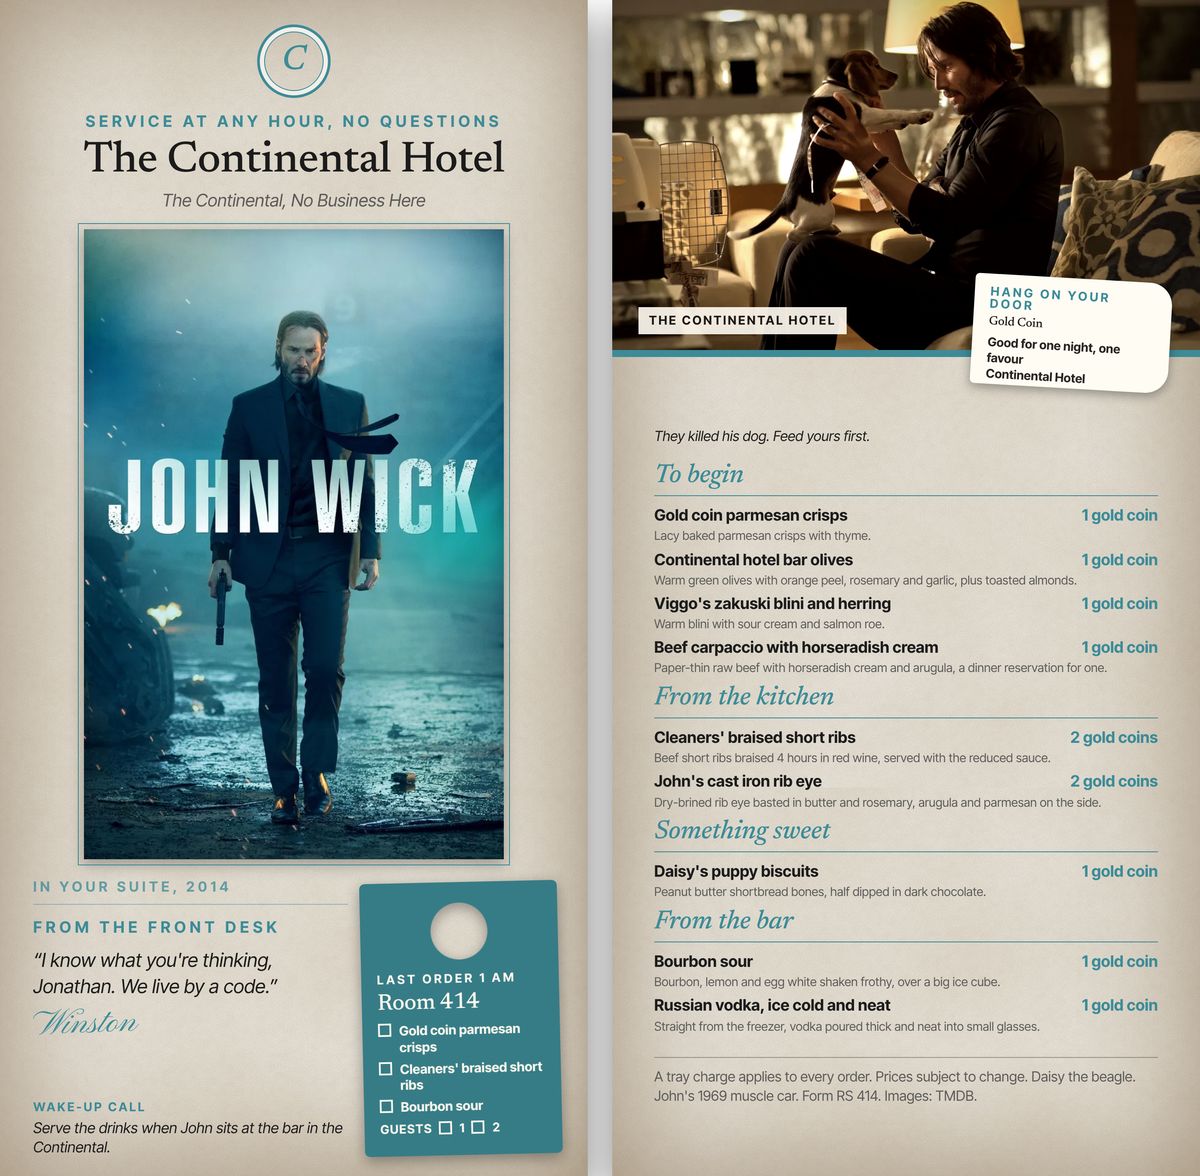 C
SERVICE AT ANY HOUR, NO QUESTIONS
The Continental Hotel
The Continental, No Business Here
JOHN WICK
IN YOUR SUITE, 2014
FROM THE FRONT DESK
“I know what you're thinking,
Jonathan. We live by a code.”
Winston
WAKE-UP CALL
Serve the drinks when John sits at the bar in the
Continental.
LAST ORDER 1 AM
Room 414
Gold coin parmesan
crisps
Cleaners' braised short
ribs
Bourbon sour
GUESTS 1 2
THE CONTINENTAL HOTEL
HANG ON YOUR
DOOR
Gold Coin
Good for one night, one
favour
Continental Hotel
They killed his dog. Feed yours first.
To begin
Gold coin parmesan crisps 1 gold coin
Lacy baked parmesan crisps with thyme.
Continental hotel bar olives 1 gold coin
Warm green olives with orange peel, rosemary and garlic, plus toasted almonds.
Viggo's zakuski blini and herring 1 gold coin
Warm blini with sour cream and salmon roe.
Beef carpaccio with horseradish cream 1 gold coin
Paper-thin raw beef with horseradish cream and arugula, a dinner reservation for one.
From the kitchen
Cleaners' braised short ribs 2 gold coins
Beef short ribs braised 4 hours in red wine, served with the reduced sauce.
John's cast iron rib eye 2 gold coins
Dry-brined rib eye basted in butter and rosemary, arugula and parmesan on the side.
Something sweet
Daisy's puppy biscuits 1 gold coin
Peanut butter shortbread bones, half dipped in dark chocolate.
From the bar
Bourbon sour 1 gold coin
Bourbon, lemon and egg white shaken frothy, over a big ice cube.
Russian vodka, ice cold and neat 1 gold coin
Straight from the freezer, vodka poured thick and neat into small glasses.
A tray charge applies to every order. Prices subject to change. Daisy the beagle.
John's 1969 muscle car. Form RS 414. Images: TMDB.